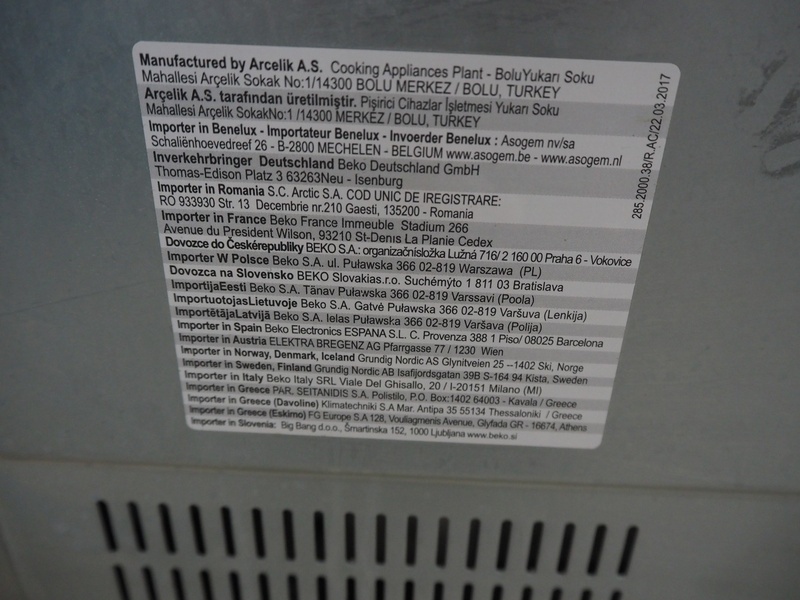 Manufactured by Arcelik A.S. Cooking Appliances Plant - BoluYukarı Soku
Mahallesi Arçelik Sokak No:1/14300 BOLU MERKEZ / BOLU, TURKEY
Arçelik A.S. tarafından üretilmiştir. Pişirici Cihazlar İşletmesi Yukarı Soku
Mahallesi Arçelik SokakNo:1 /14300 MERKEZ / BOLU, TURKEY
Importer in Benelux - Importateur Benelux - Invoerder Benelux : Asogem nv/sa
Schaliënhoevedreef 26 - B-2800 MECHELEN - BELGIUM www.asogem.be - www.asogem.nl
Inverkehrbringer Deutschland Beko Deutschland GmbH
Thomas-Edison Platz 3 63263Neu - Isenburg
Importer in Romania S.C. Arctic S.A. COD UNIC DE IREGISTRARE:
RO 933930 Str. 13 Decembrie nr.210 Gaesti, 135200 - Romania
Importer in France Beko France Immeuble Stadium 266
Avenue du President Wilson, 93210 St-Denıs La Planie Cedex
Dovozce do Českérepubliky BEKO S.A.: organizačníslożka Lužná 716/ 2 160 00 Praha 6 - Vokovice
Importer W Polsce Beko S.A. ul. Puławska 366 02-819 Warszawa (PL)
Dovozca na Slovensko BEKO Slovakias.r.o. Suchémýto 1 811 03 Bratislava
ImportijaEesti Beko S.A. Tänav Puławska 366 02-819 Varssavi (Poola)
ImportuotojasLietuvoje Beko S.A. Gatvė Puławska 366 02-819 Varšuva (Lenkija)
ImportētājaLatvijā Beko S.A. Ielas Puławska 366 02-819 Varšava (Polija)
Importer in Spain Beko Electronics ESPANA S.L. C. Provenza 388 1 Piso/ 08025 Barcelona
Importer in Austria ELEKTRA BREGENZ AG Pfarrgasse 77 / 1230 Wien
Importer in Norway, Denmark, Iceland Grundig Nordic AS Glynitveien 25 --1402 Ski, Norge
Importer in Sweden, Finland Grundig Nordic AB Isafjordsgatan 39B S-164 94 Kista, Sweden
Importer in Italy Beko Italy SRL Viale Del Ghisallo, 20 / I-20151 Milano (MI)
Importer in Greece PAR. SEITANIDIS S.A. Polistilo, P.O. Box:1402 64003 - Kavala / Greece
Importer in Greece (Davoline) Klimatechniki S.A Mar. Antipa 35 55134 Thessaloniki / Greece
Importer in Greece (Eskimo) FG Europe S.A 128, Vouliagmenis Avenue, Glyfada GR - 16674, Athens
Importer in Slovenia: Big Bang d.o.o., Šmartinska 152, 1000 Ljubljana www.beko.si
285.2000.38/R.AC/22.03.2017